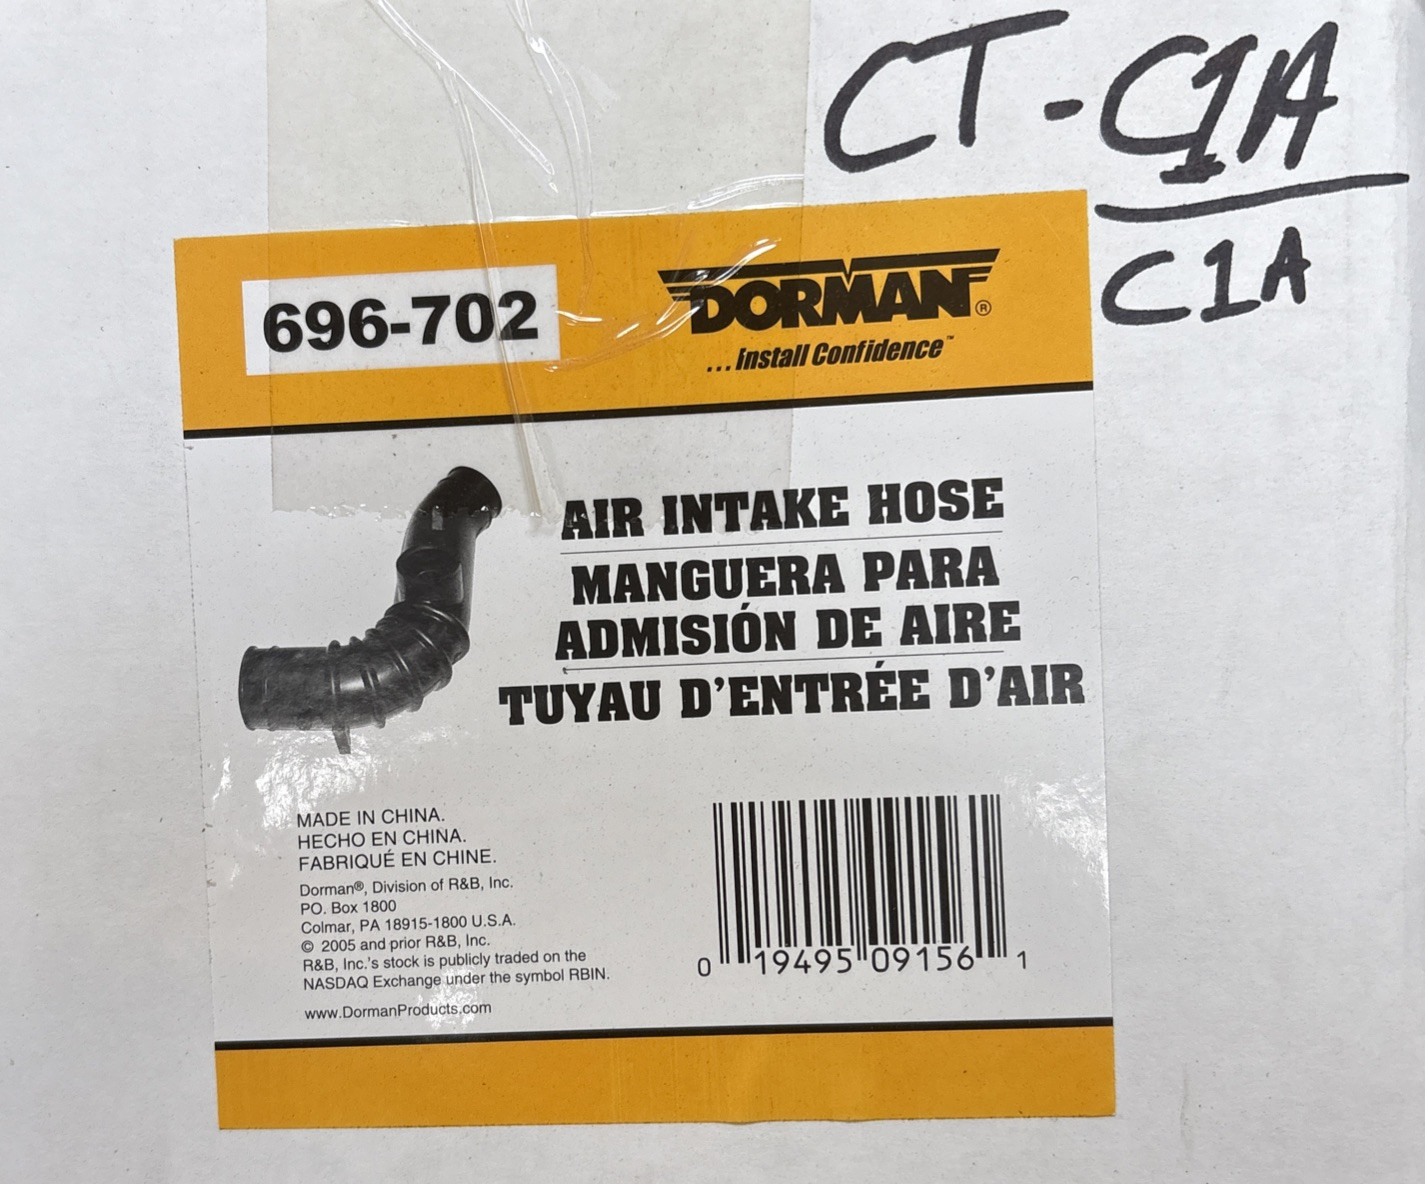 CT-C1A
C1A
696-702
DORMAN®
...Install Confidence™
AIR INTAKE HOSE
MANGUERA PARA
ADMISIÓN DE AIRE
TUYAU D'ENTRÉE D'AIR
MADE IN CHINA.
HECHO EN CHINA.
FABRIQUÉ EN CHINE.
Dorman®, Division of R&B, Inc.
PO. Box 1800
Colmar, PA 18915-1800 U.S.A.
© 2005 and prior R&B, Inc.
R&B, Inc.'s stock is publicly traded on the
NASDAQ Exchange under the symbol RBIN.
www.DormanProducts.com
0 19495 09156 1